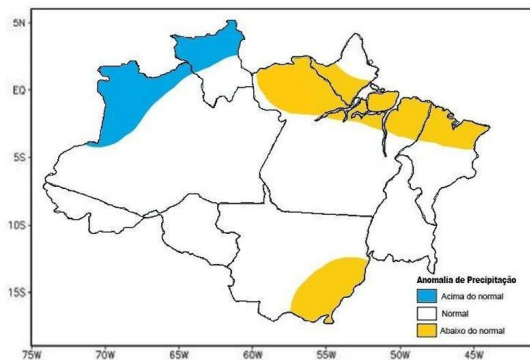 5N
EQ
5S
10S
15S
75W 70W 65W 60W 55W 50W 45W
Anomalia de Precipitação
Acima do normal
Normal
Abaixo do normal